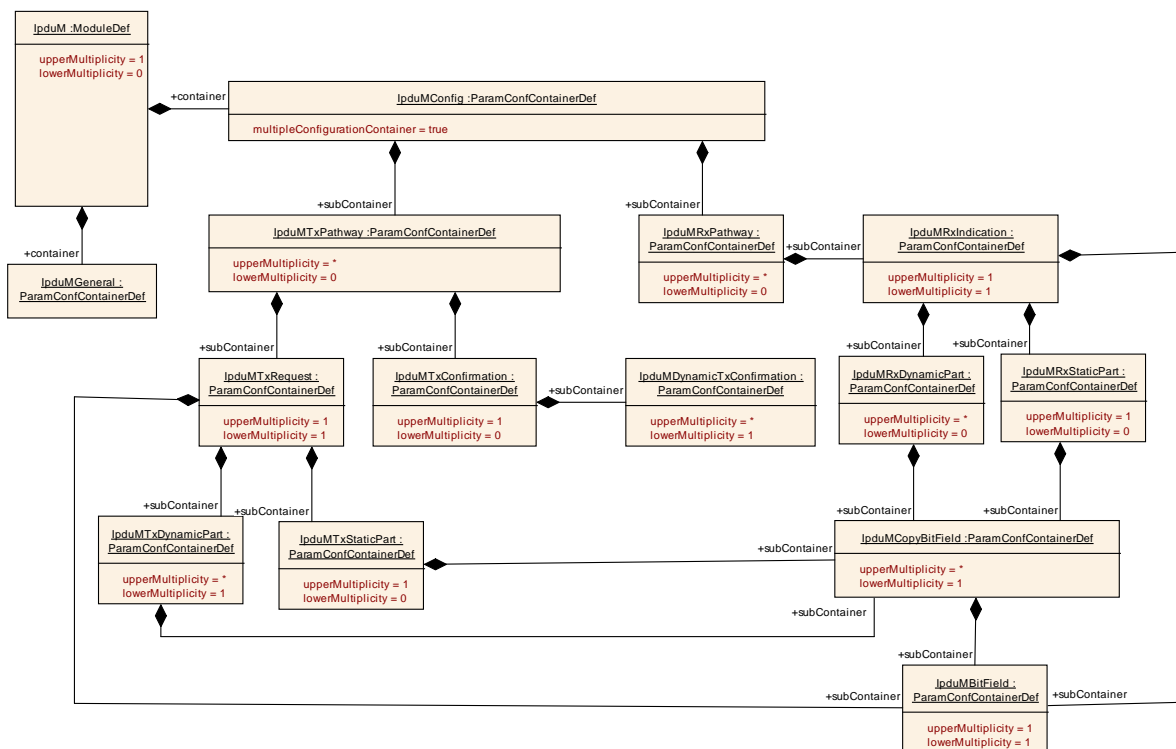 IpduM :ModuleDef
upperMultiplicity = 1
lowerMultiplicity = 0
+container
IpduMConfig :ParamConfContainerDef
multipleConfigurationContainer = true
+subContainer
+subContainer
+container
IpduMGeneral :
ParamConfContainerDef
IpduMTxPathway :ParamConfContainerDef
upperMultiplicity = *
lowerMultiplicity = 0
IpduMRxPathway :
ParamConfContainerDef
upperMultiplicity = *
lowerMultiplicity = 0
+subContainer
IpduMRxIndication :
ParamConfContainerDef
upperMultiplicity = 1
lowerMultiplicity = 1
+subContainer
+subContainer
+subContainer
+subContainer
IpduMTxRequest :
ParamConfContainerDef
upperMultiplicity = 1
lowerMultiplicity = 1
IpduMTxConfirmation :
ParamConfContainerDef
upperMultiplicity = 1
lowerMultiplicity = 0
+subContainer
IpduMDynamicTxConfirmation :
ParamConfContainerDef
upperMultiplicity = *
lowerMultiplicity = 1
IpduMRxDynamicPart :
ParamConfContainerDef
upperMultiplicity = *
lowerMultiplicity = 0
IpduMRxStaticPart :
ParamConfContainerDef
upperMultiplicity = 1
lowerMultiplicity = 0
+subContainer
+subContainer
+subContainer
+subContainer
IpduMTxDynamicPart :
ParamConfContainerDef
upperMultiplicity = *
lowerMultiplicity = 1
IpduMTxStaticPart :
ParamConfContainerDef
upperMultiplicity = 1
lowerMultiplicity = 0
+subContainer
IpduMCopyBitField :ParamConfContainerDef
upperMultiplicity = *
lowerMultiplicity = 1
+subContainer
+subContainer
+subContainer
IpduMBitField :
ParamConfContainerDef
upperMultiplicity = 1
lowerMultiplicity = 1
+subContainer